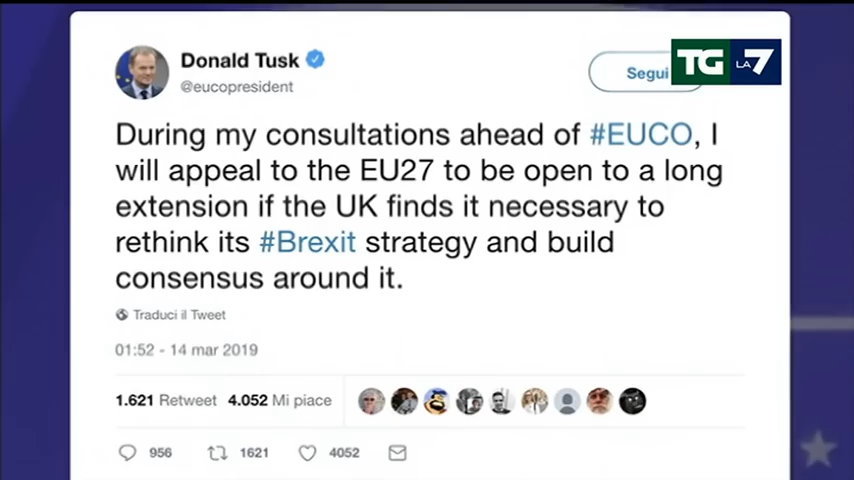 Donald Tusk
@eucopresident
Segui
TG LA 7
During my consultations ahead of #EUCO, I
will appeal to the EU27 to be open to a long
extension if the UK finds it necessary to
rethink its #Brexit strategy and build
consensus around it.
Traduci il Tweet
01:52 - 14 mar 2019
1.621 Retweet 4.052 Mi piace
956 1621 4052